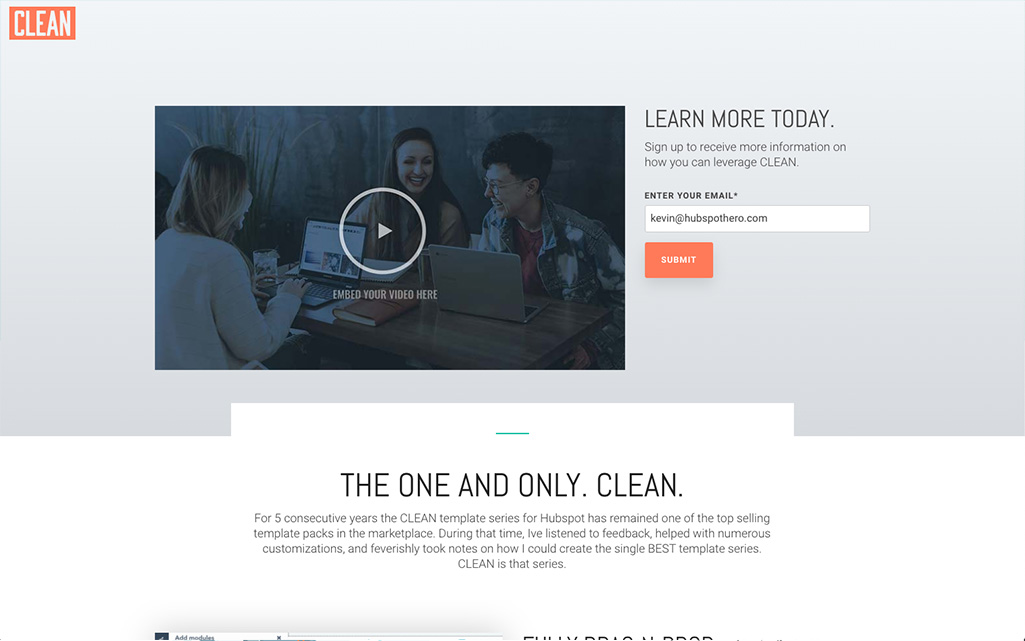 CLEAN
EMBED YOUR VIDEO HERE
LEARN MORE TODAY.
Sign up to receive more information on
how you can leverage CLEAN.
ENTER YOUR EMAIL*
kevin@hubspothero.com
SUBMIT
THE ONE AND ONLY. CLEAN.
For 5 consecutive years the CLEAN template series for Hubspot has remained one of the top selling
template packs in the marketplace. During that time, Ive listened to feedback, helped with numerous
customizations, and feverishly took notes on how I could create the single BEST template series.
CLEAN is that series.
Add modules